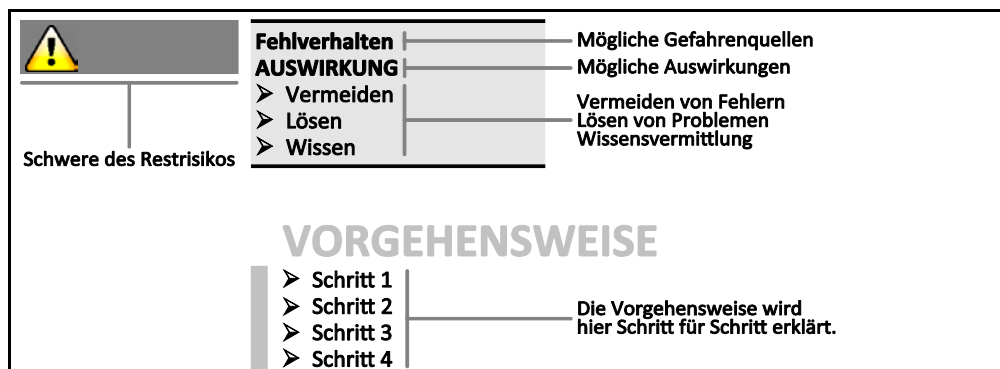 Fehlverhalten
Mögliche Gefahrenquellen
AUSWIRKUNG
Mögliche Auswirkungen
➢ Vermeiden
➢ Lösen
➢ Wissen
Vermeiden von Fehlern
Lösen von Problemen
Wissensvermittlung
Schwere des Restrisikos
VORGEHENSWEISE
➢ Schritt 1
➢ Schritt 2
➢ Schritt 3
➢ Schritt 4
Die Vorgehensweise wird
hier Schritt für Schritt erklärt.